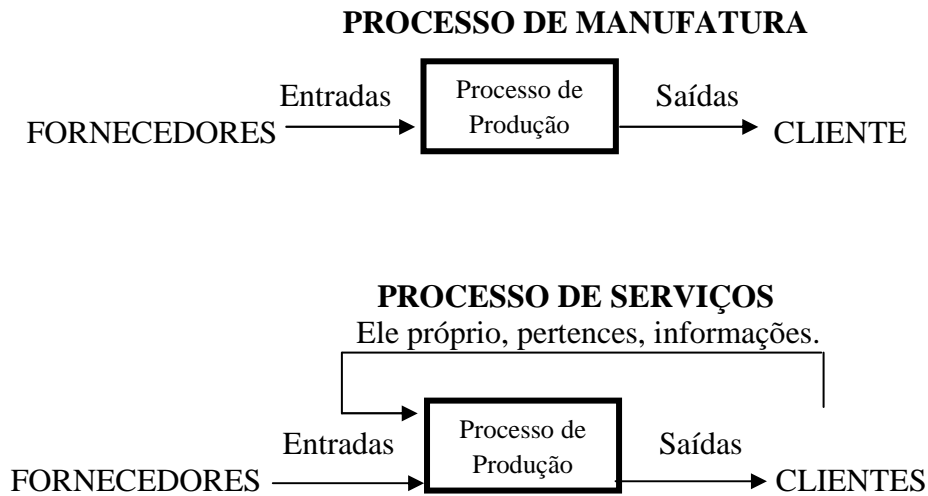 PROCESSO DE MANUFATURA
Entradas
Processo de
Produção
Saídas
FORNECEDORES
CLIENTE
PROCESSO DE SERVIÇOS
Ele próprio, pertences, informações.
Entradas
Processo de
Produção
Saídas
FORNECEDORES
CLIENTES